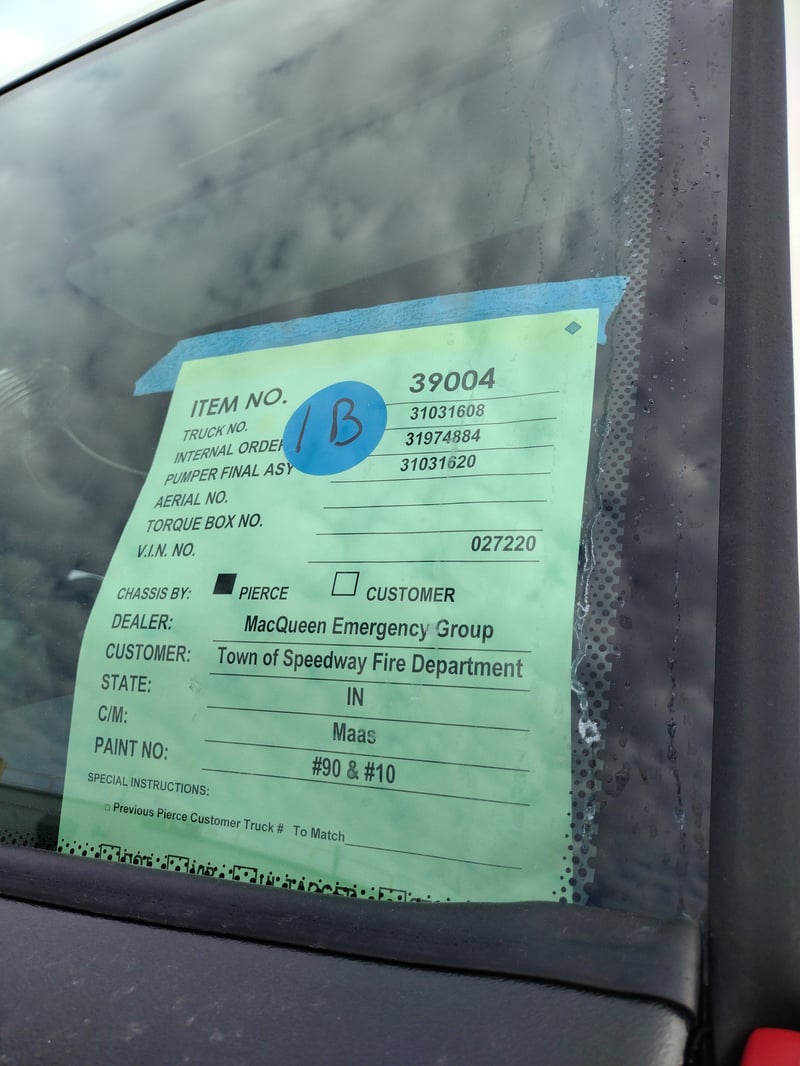 ITEM NO. 39004
1B
TRUCK NO. 31031608
INTERNAL ORDER 31974884
PUMPER FINAL ASY 31031620
AERIAL NO.
TORQUE BOX NO.
V.I.N. NO. 027220
CHASSIS BY: PIERCE CUSTOMER
DEALER: MacQueen Emergency Group
CUSTOMER: Town of Speedway Fire Department
STATE: IN
C/M: Maas
PAINT NO: #90 & #10
SPECIAL INSTRUCTIONS:
Previous Pierce Customer Truck # To Match